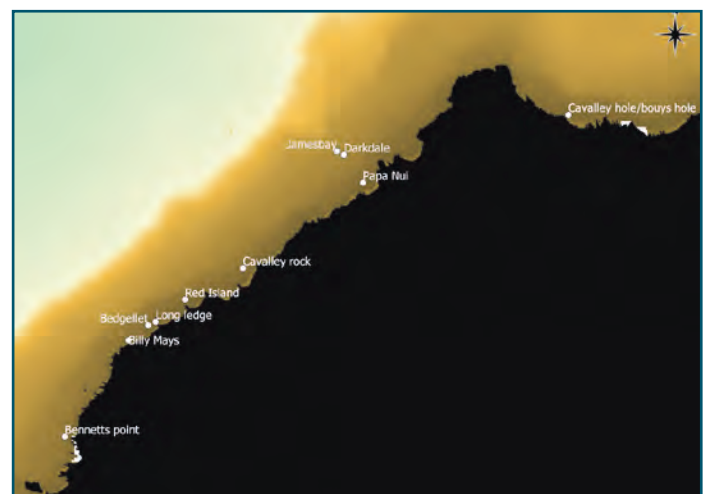 Cavalley hole/bouys hole
Jamesbay
Darkdale
Papa Nui
Cavalley rock
Red Island
Bedgellet
Long ledge
Billy Mays
Bennetts point